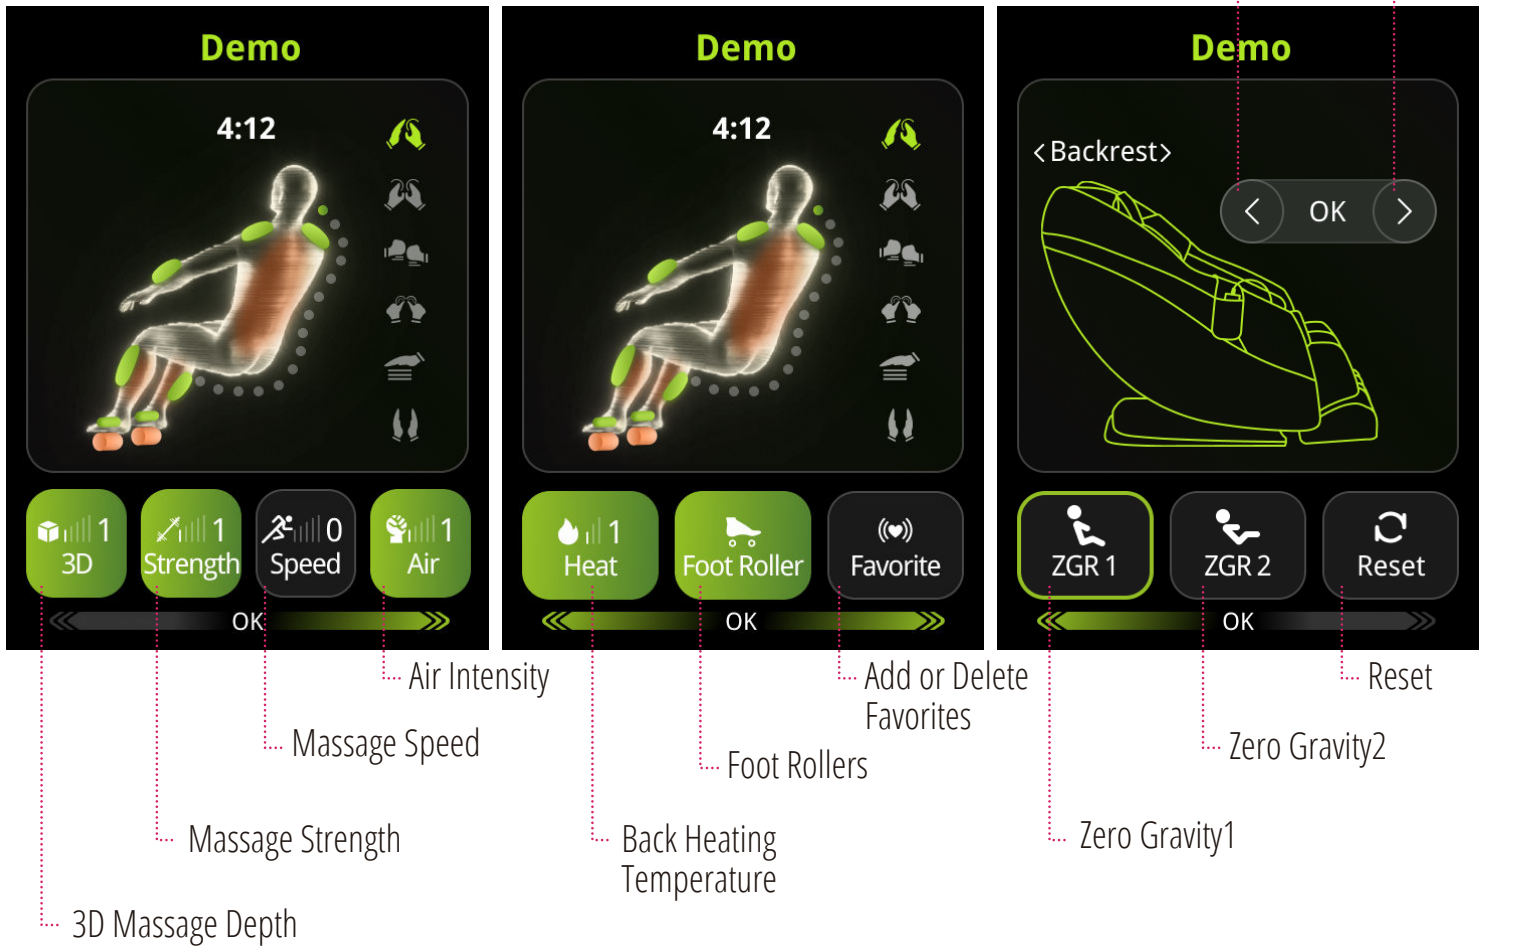 Demo
4:12
1
3D
1
Strength
0
Speed
1
Air
OK
Demo
4:12
1
Heat
Foot Roller
Favorite
OK
Demo
<Backrest>
< OK >
ZGR 1
ZGR 2
Reset
OK
Air Intensity
Massage Speed
Massage Strength
3D Massage Depth
Add or Delete
Favorites
Foot Rollers
Back Heating
Temperature
Reset
Zero Gravity2
Zero Gravity1